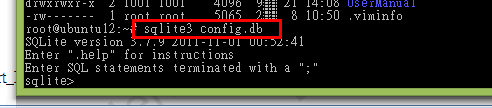 drwxrwxr-x 2 1001 1001 4096 9 21 14:08 UserManual
-rw------- 1 root root 5065 2 8 10:50 .viminfo
root@ubuntu12:~# sqlite3 Config.db
SQLite version 3.7.9 2011-11-01 00:52:41
Enter ".help" for instructions
Enter SQL statements terminated with a ";"
sqlite>